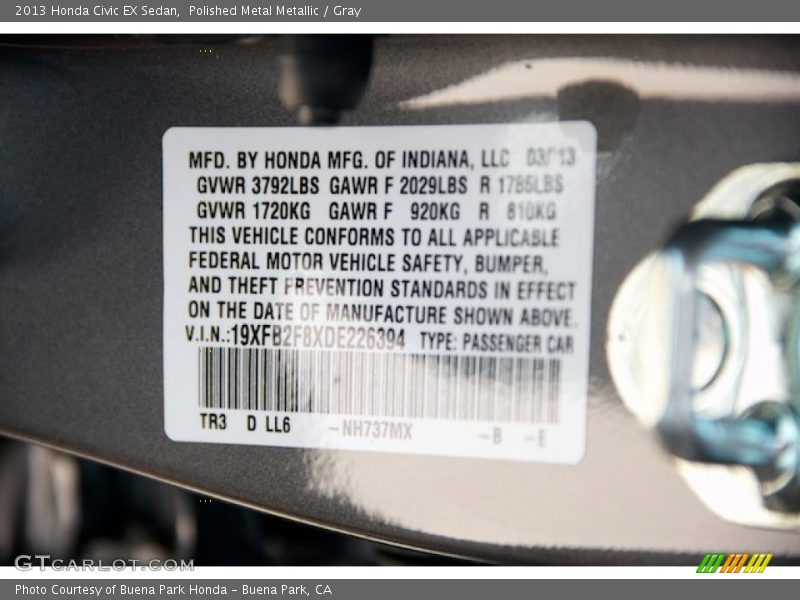 2013 Honda Civic EX Sedan, Polished Metal Metallic / Gray
MFD. BY HONDA MFG. OF INDIANA, LLC 03/13
GVWR 3792LBS GAWR F 2029LBS R 1786LBS
GVWR 1720KG GAWR F 920KG R 810KG
THIS VEHICLE CONFORMS TO ALL APPLICABLE
FEDERAL MOTOR VEHICLE SAFETY, BUMPER,
AND THEFT PREVENTION STANDARDS IN EFFECT
ON THE DATE OF MANUFACTURE SHOWN ABOVE.
V.I.N.:19XFB2F8XDE226394 TYPE: PASSENGER CAR
TR3 D LL6 –NH737MX –B –E
GTCARLOT.COM
Photo Courtesy of Buena Park Honda – Buena Park, CA